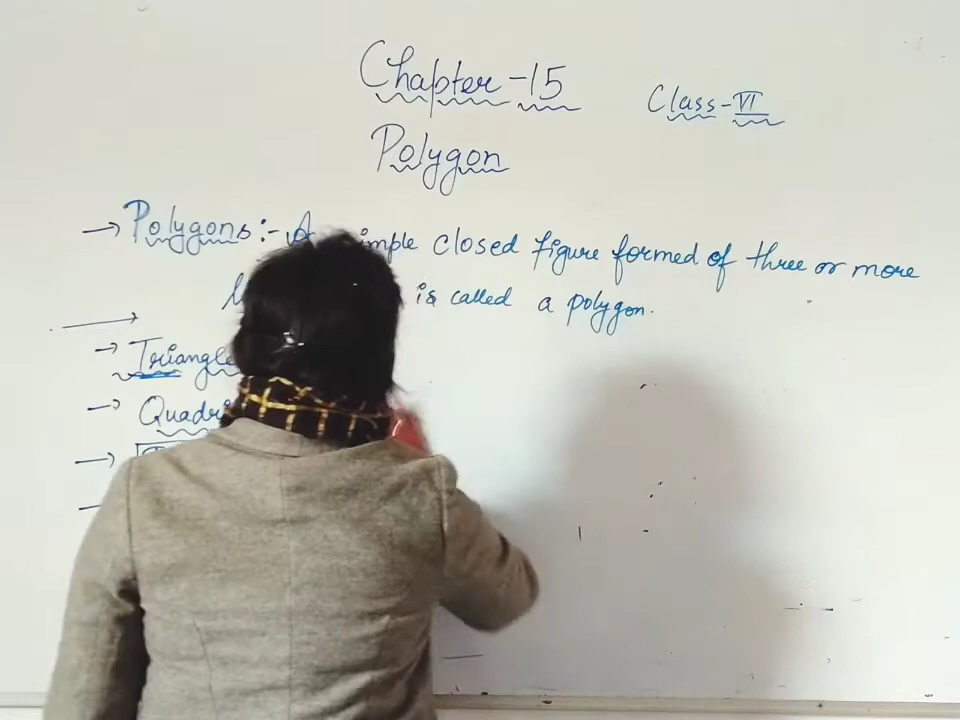 Chapter-15
Class-VI
Polygon
→ Polygons:- A simple closed figure formed of three or more
is called a polygon.
→ Triangle
→ Quadri